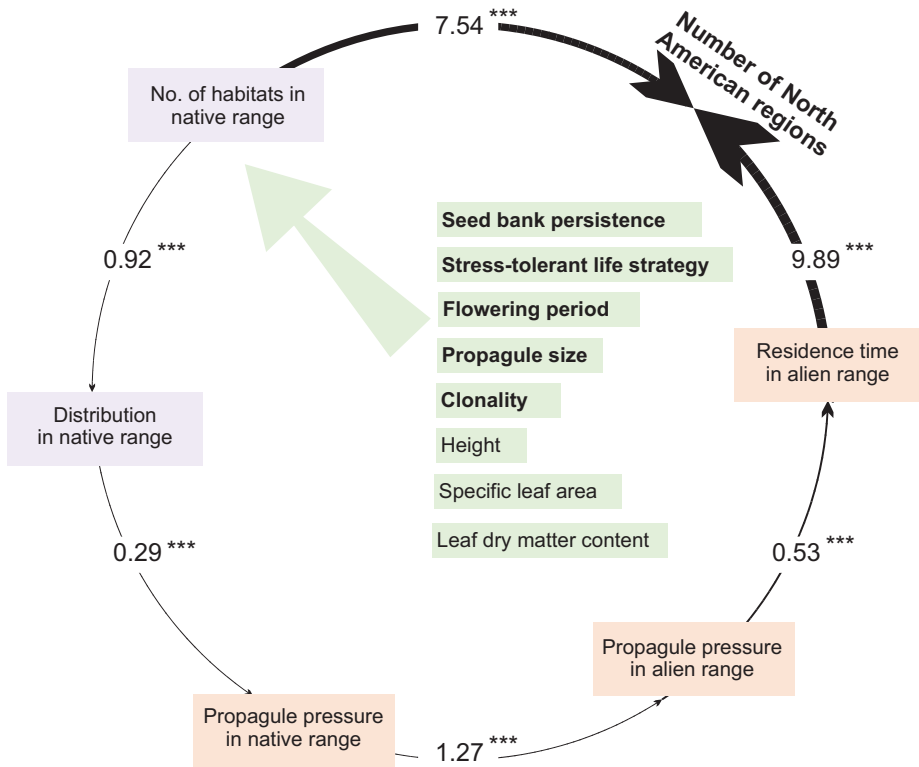 7.54 ***
Number of North
American regions
No. of habitats in
native range
Seed bank persistence
Stress-tolerant life strategy
0.92 ***
9.89 ***
Flowering period
Propagule size
Residence time
in alien range
Clonality
Distribution
in native range
Height
Specific leaf area
Leaf dry matter content
0.29 ***
0.53 ***
Propagule pressure
in alien range
Propagule pressure
in native range
1.27 ***